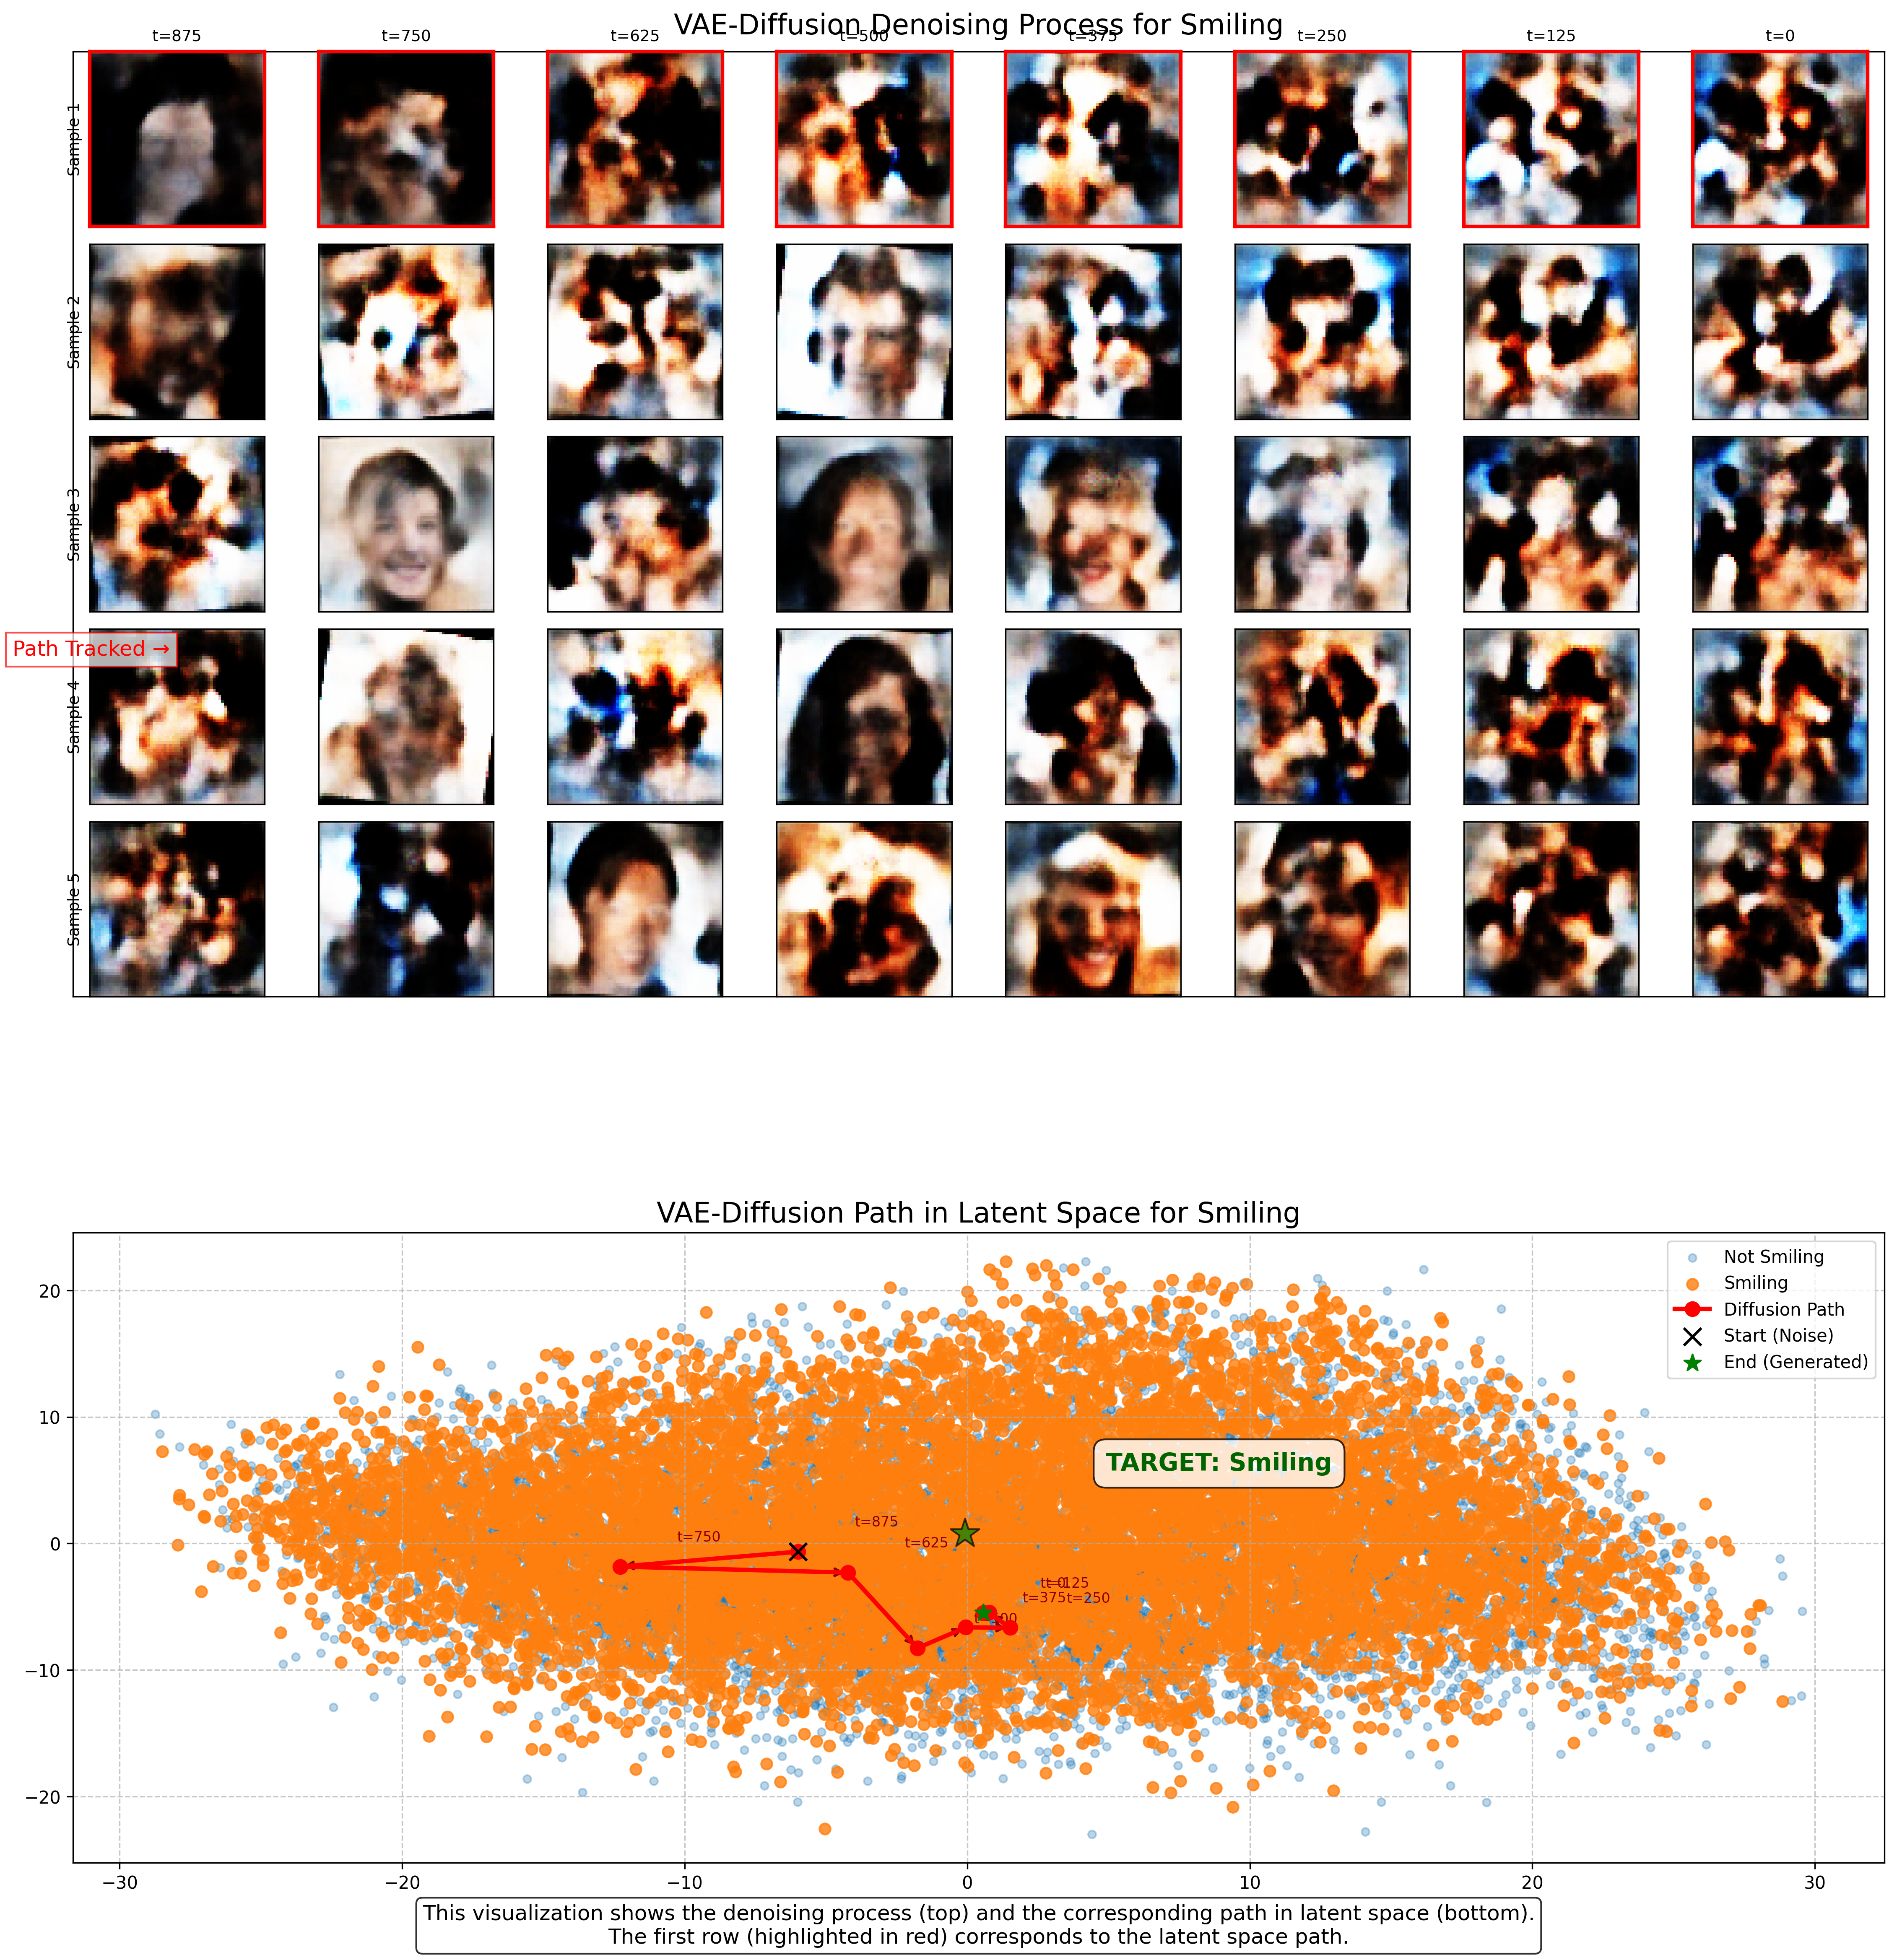 VAE-Diffusion Denoising Process for Smiling
t=875 t=750 t=625 t=500 t=375 t=250 t=125 t=0
Sample 1
Sample 2
Sample 3
Path Tracked →
Sample 4
Sample 5
VAE-Diffusion Path in Latent Space for Smiling
Not Smiling
Smiling
Diffusion Path
Start (Noise)
End (Generated)
20
10
0
−10
−20
TARGET: Smiling
t=875
t=750
t=625
t=125
t=375 t=250
−30 −20 −10 0 10 20 30
This visualization shows the denoising process (top) and the corresponding path in latent space (bottom).
The first row (highlighted in red) corresponds to the latent space path.